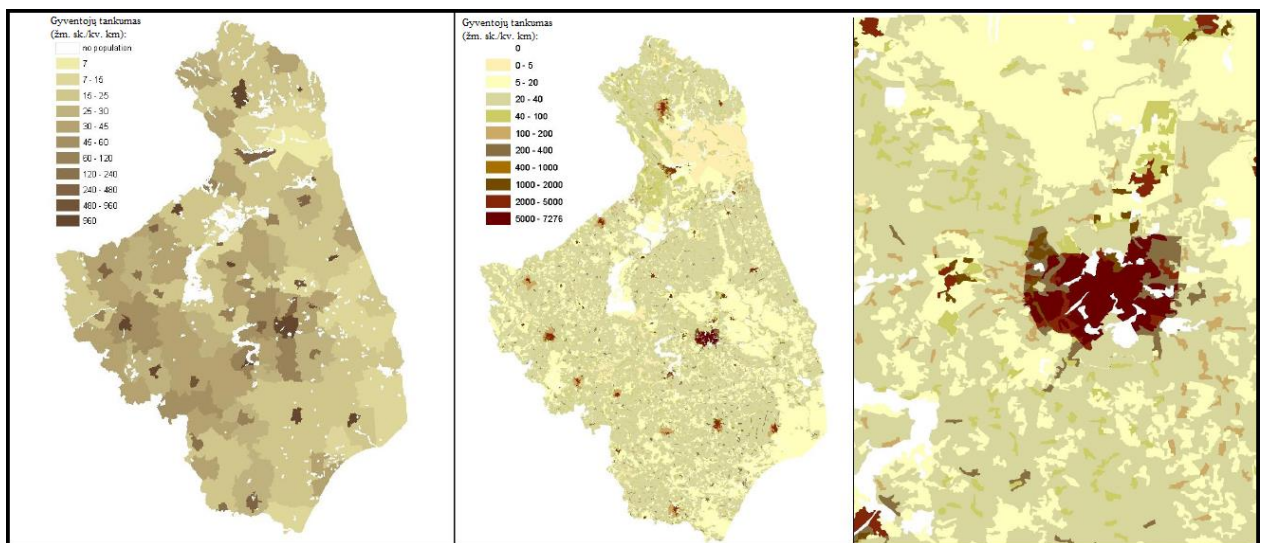 Gyventojų tankumas
(žm. sk./kv. km):
no population
7
7 - 15
15 - 25
25 - 30
30 - 45
45 - 60
60 - 120
120 - 240
240 - 480
480 - 960
960
Gyventojų tankumas
(žm. sk./kv. km):
0
0 - 5
5 - 20
20 - 40
40 - 100
100 - 200
200 - 400
400 - 1000
1000 - 2000
2000 - 5000
5000 - 7276